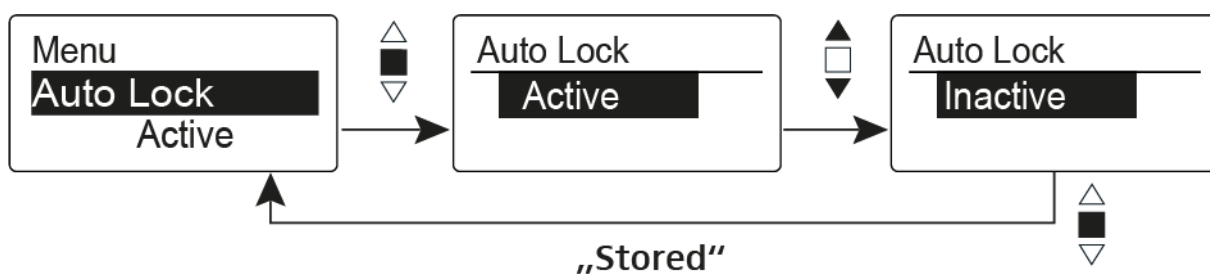 Menu
Auto Lock
Active
Auto Lock
Active
Auto Lock
Inactive
„Stored“